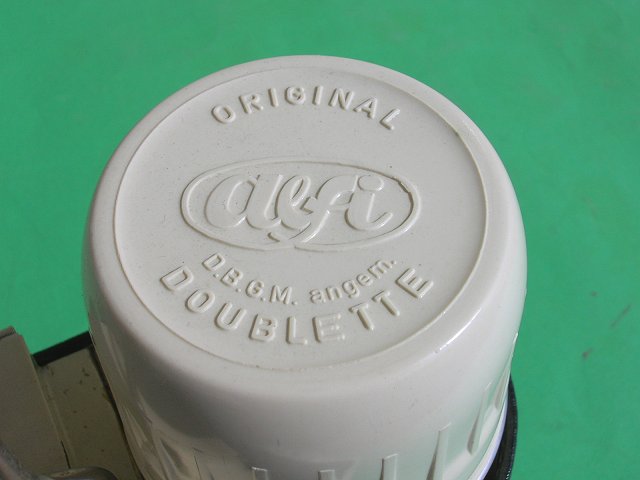 ORIGINAL
alfi
D.B.G.M. angem.
DOUBLETTE